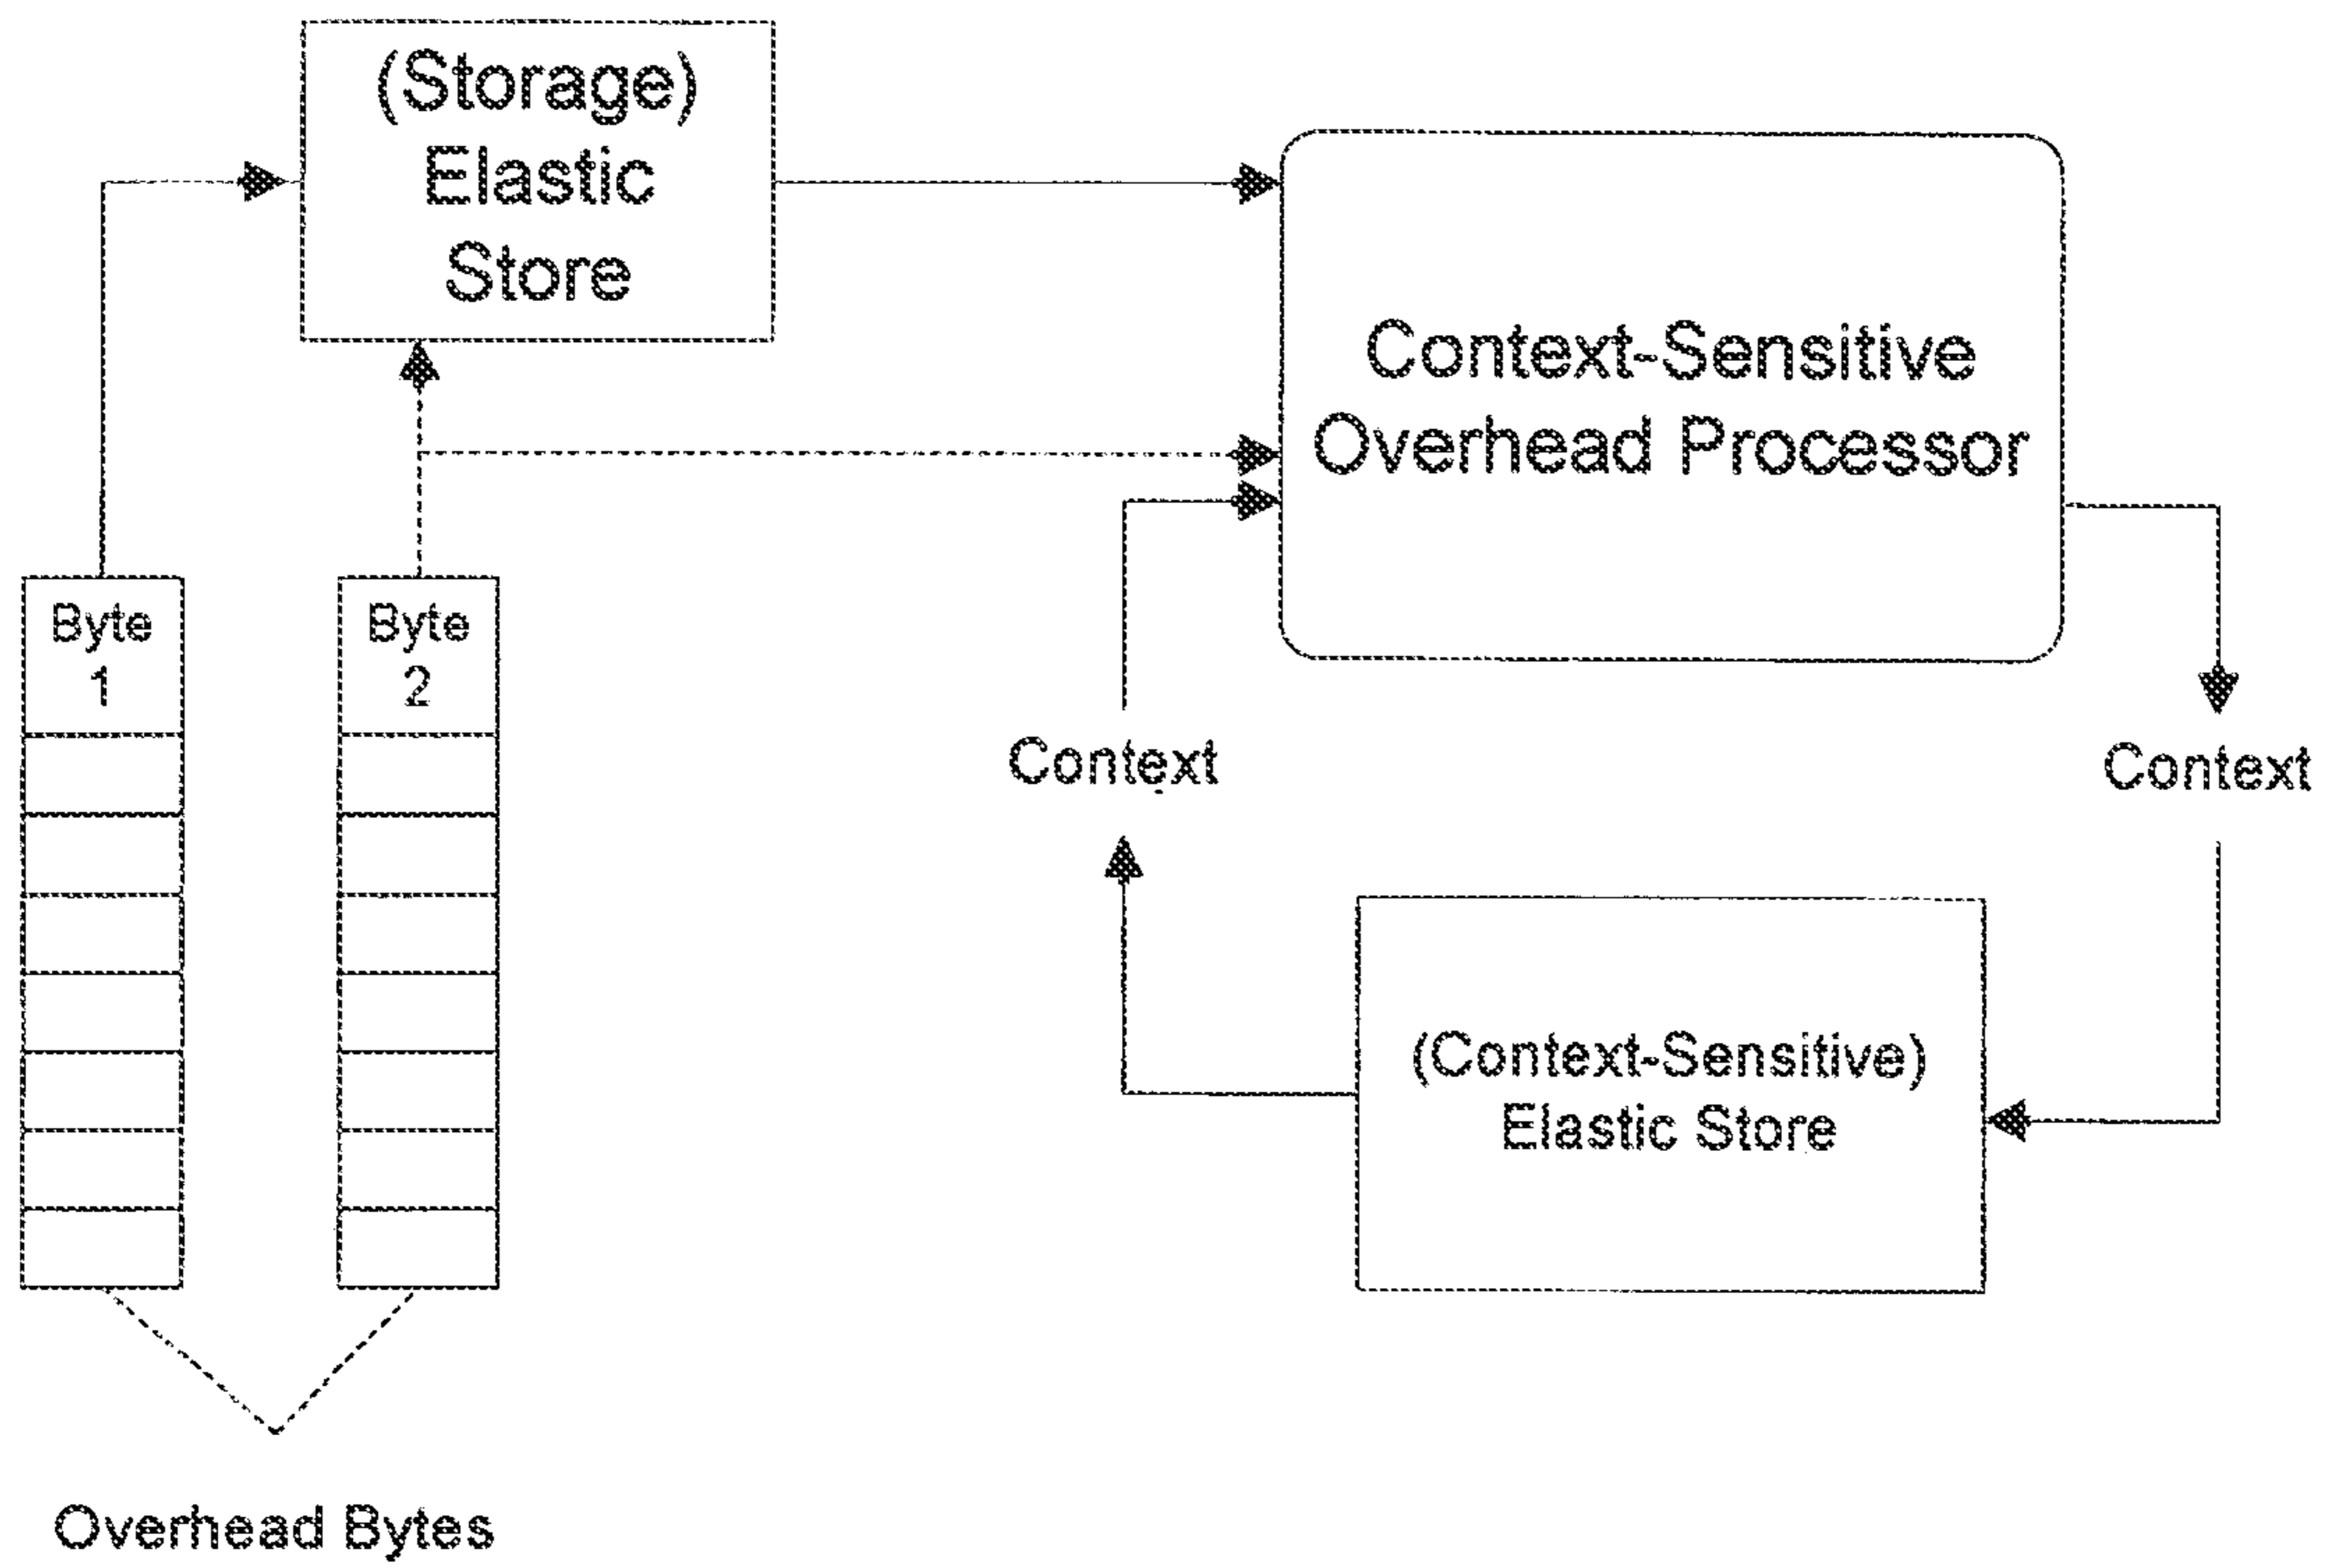 (Storage)
Elastic
Store
Context-Sensitive
Overhead Processor
Byte
1
Byte
2
Context
Context
(Context-Sensitive)
Elastic Store
Overhead Bytes